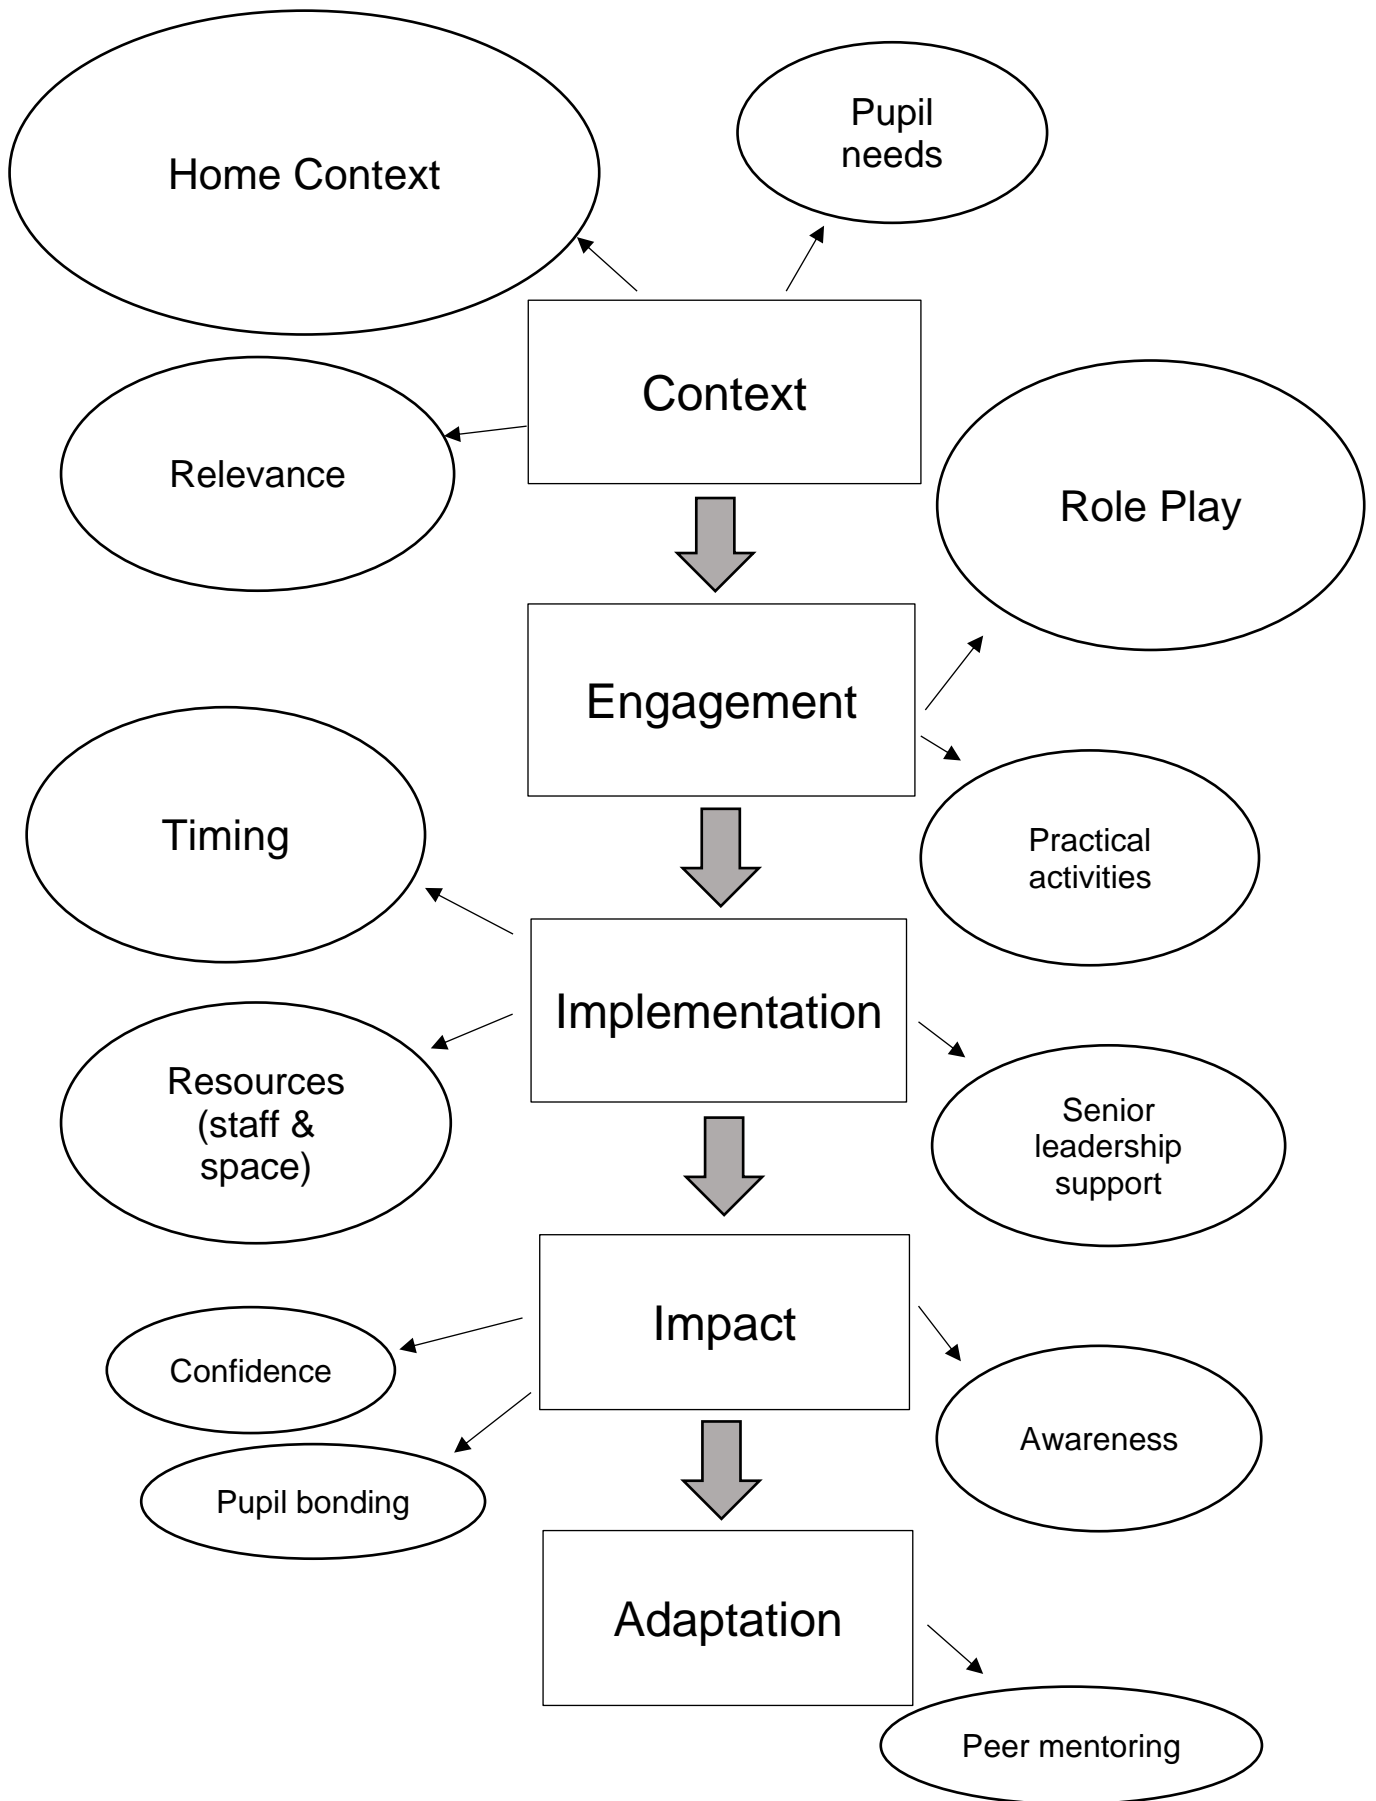 Home Context
Pupil
needs
Context
Relevance
Role Play
Engagement
Timing
Practical
activities
Implementation
Resources
(staff &
space)
Senior
leadership
support
Impact
Confidence
Awareness
Pupil bonding
Adaptation
Peer mentoring